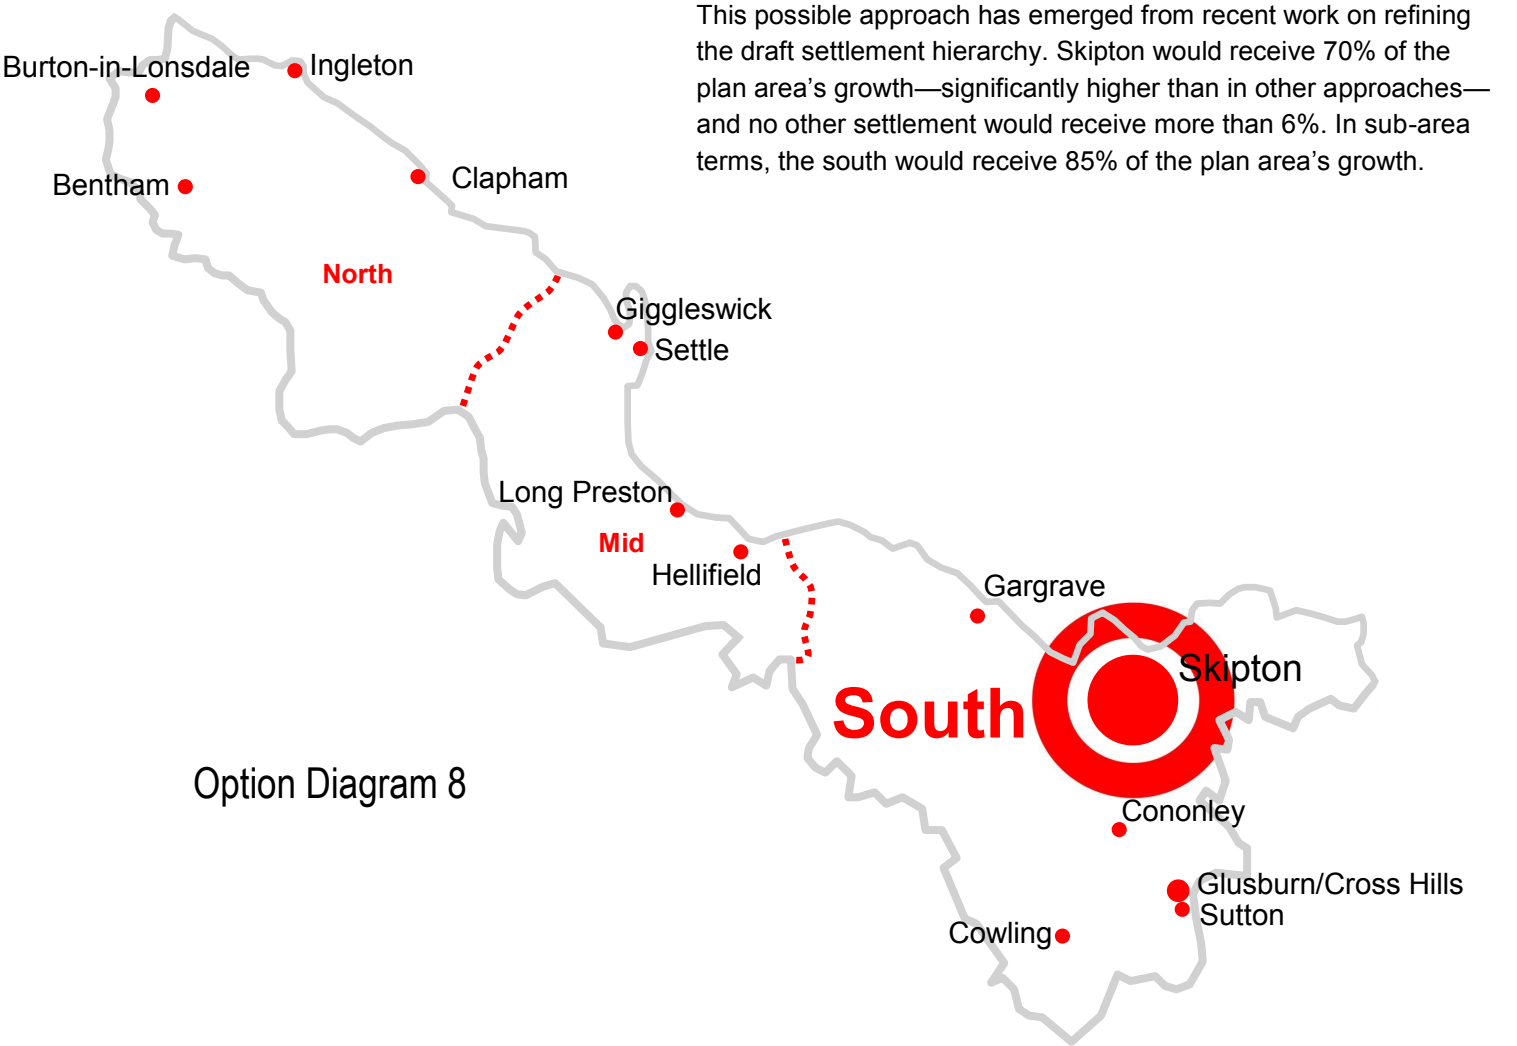 This possible approach has emerged from recent work on refining
the draft settlement hierarchy. Skipton would receive 70% of the
plan area’s growth—significantly higher than in other approaches—
and no other settlement would receive more than 6%. In sub-area
terms, the south would receive 85% of the plan area’s growth.
Burton-in-Lonsdale
Ingleton
Bentham
Clapham
North
Giggleswick
Settle
Long Preston
Mid
Hellifield
Gargrave
Skipton
South
Option Diagram 8
Cononley
Glusburn/Cross Hills
Sutton
Cowling